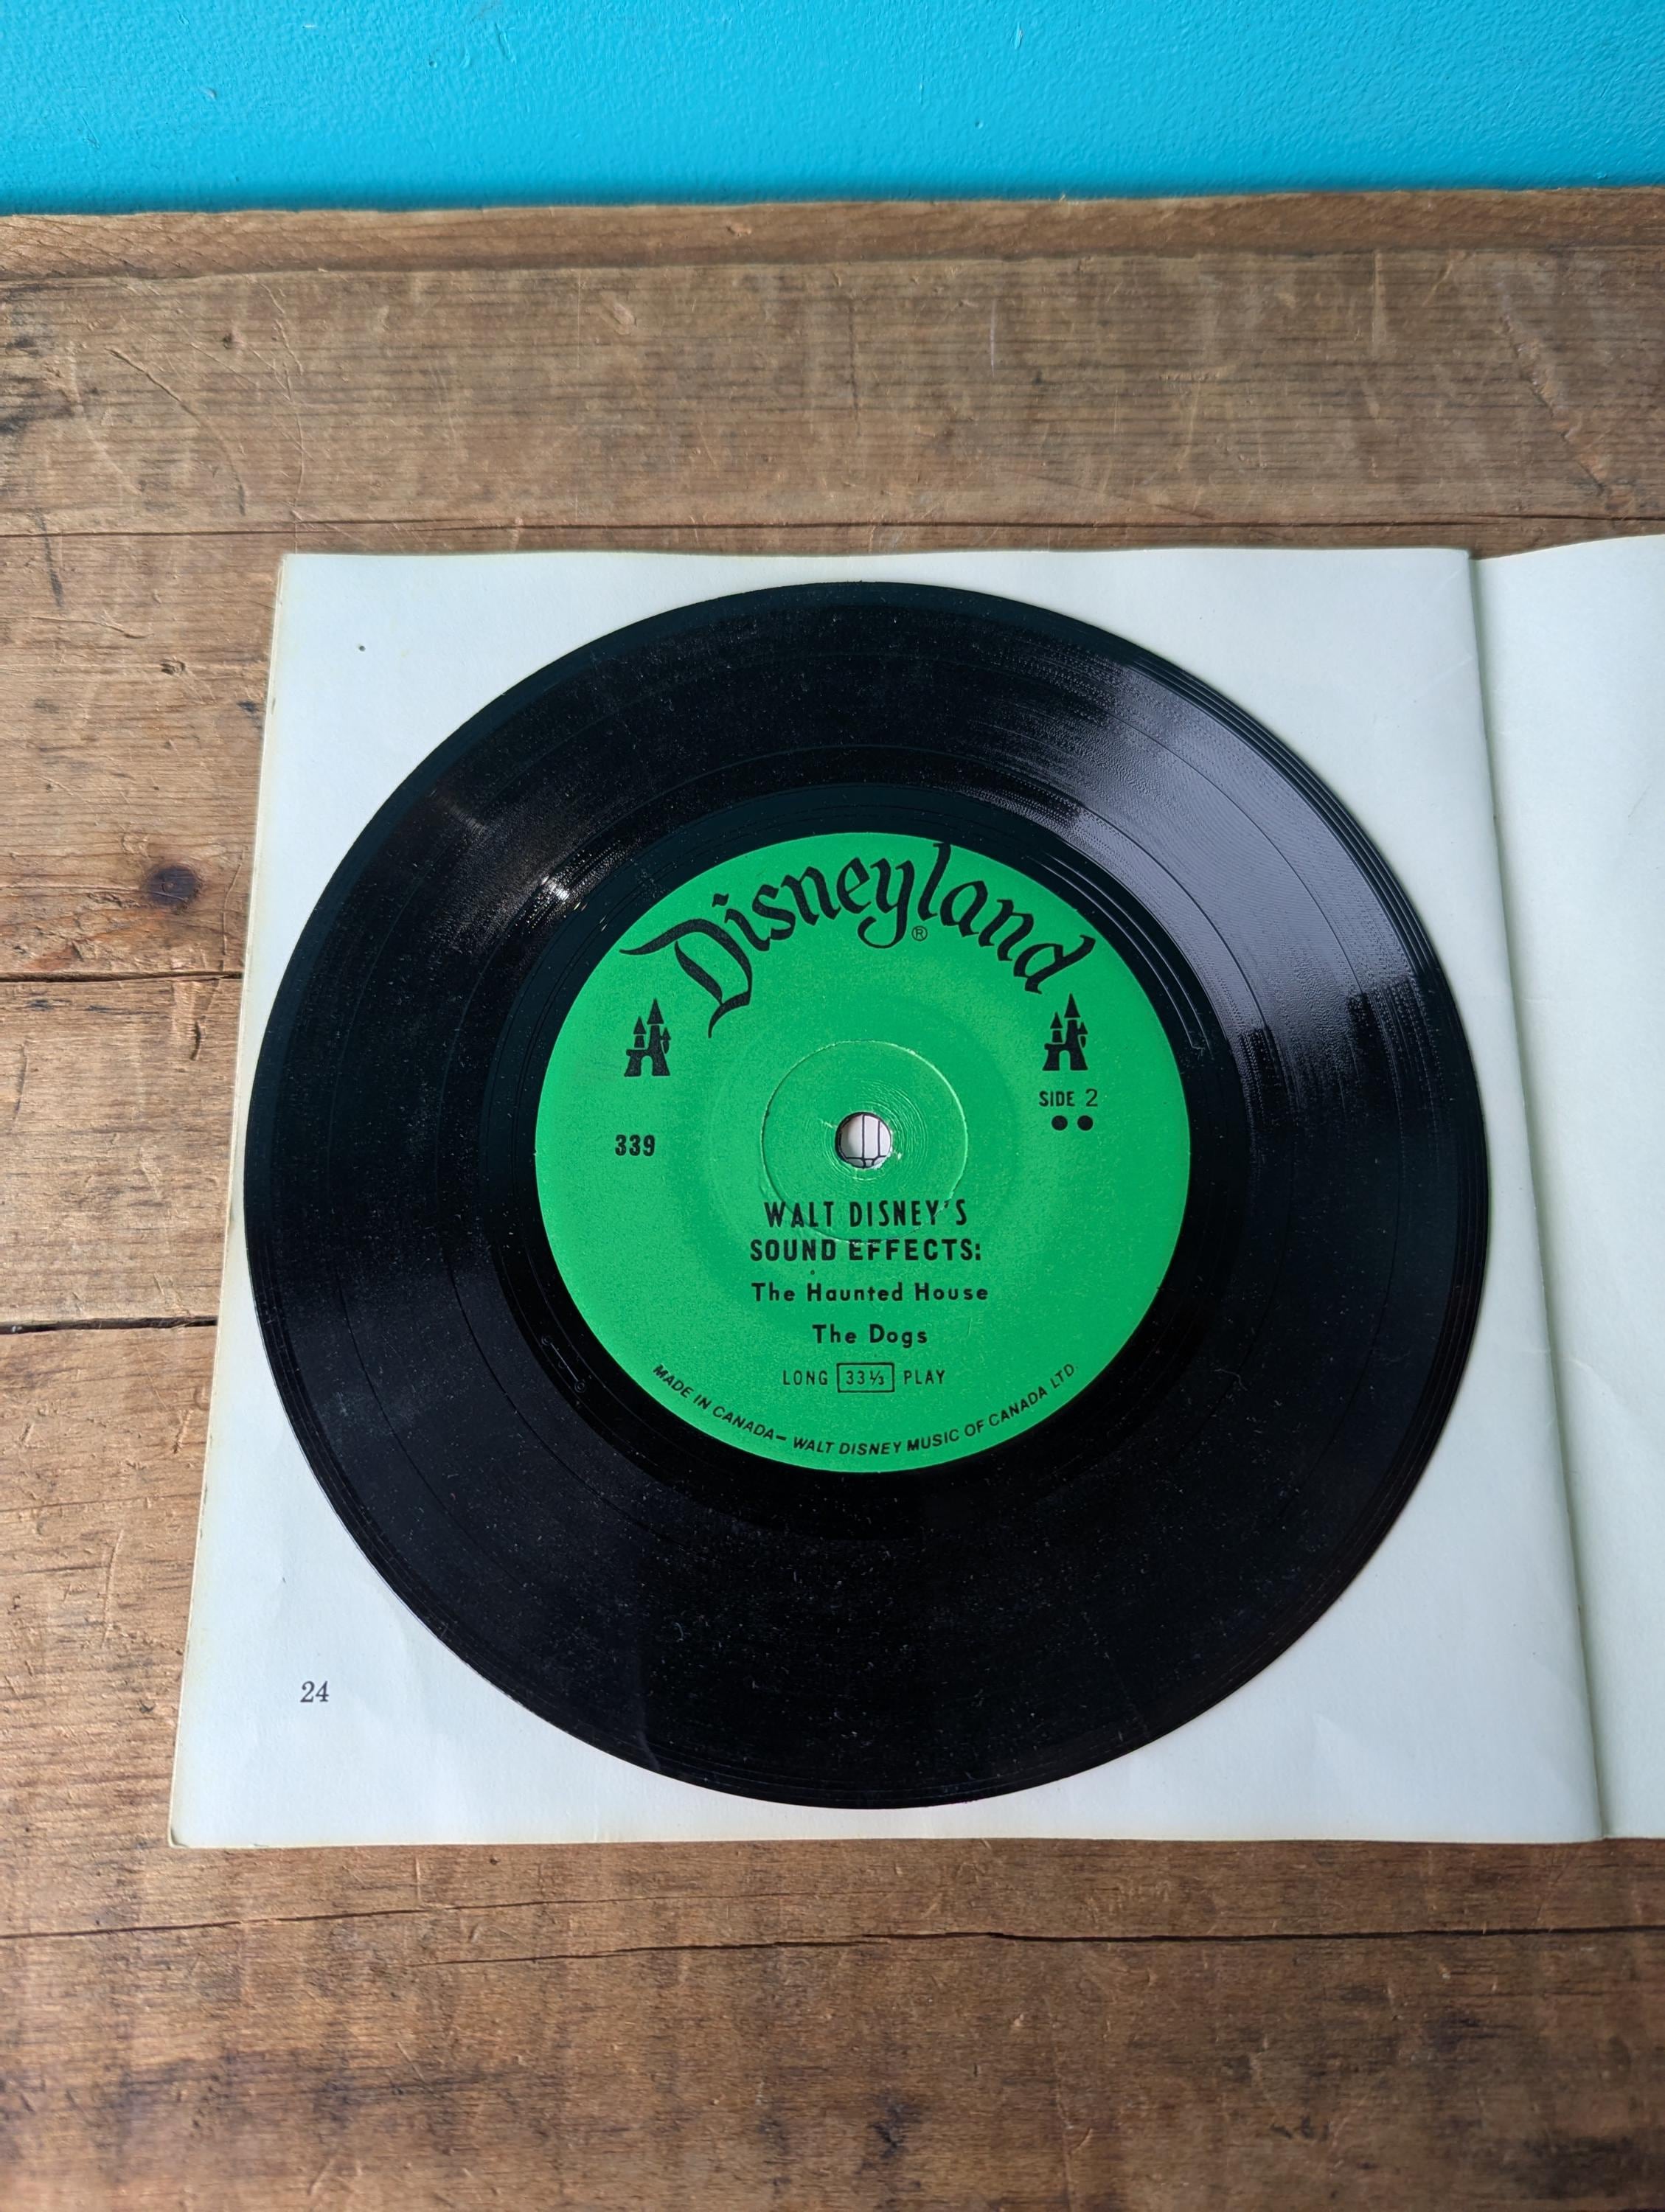 Disneyland
®
SIDE 2
339
WALT DISNEY'S
SOUND EFFECTS:
The Haunted House
The Dogs
LONG 33⅓ PLAY
MADE IN CANADA – WALT DISNEY MUSIC OF CANADA LTD.
24